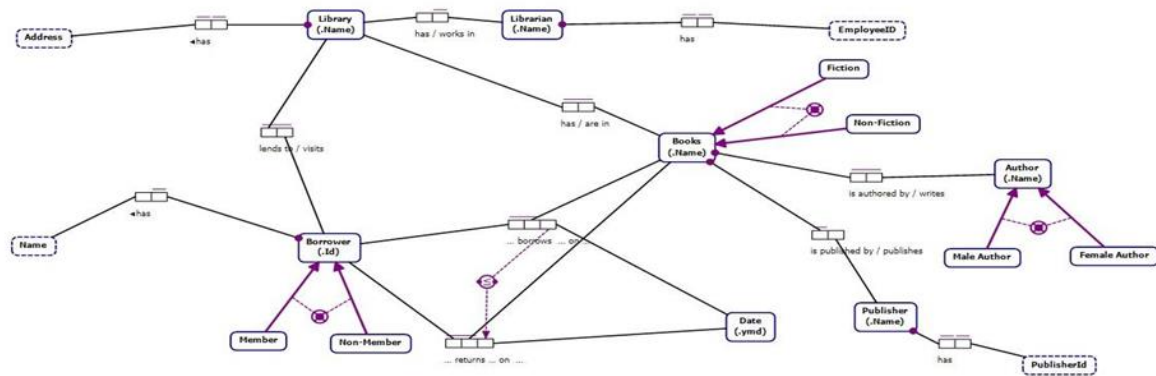 Library
(.Name)
Librarian
(.Name)
Address
EmployeeID
◄has
has / works in
has
Fiction
Non-Fiction
has / are in
Books
(.Name)
lends to / visits
Author
(.Name)
is authored by / writes
◄has
Name
Borrower
(.Id)
... borrows ... on ...
is published by / publishes
Male Author
Female Author
Member
Non-Member
Date
(.ymd)
Publisher
(.Name)
... returns ... on ...
has
PublisherId